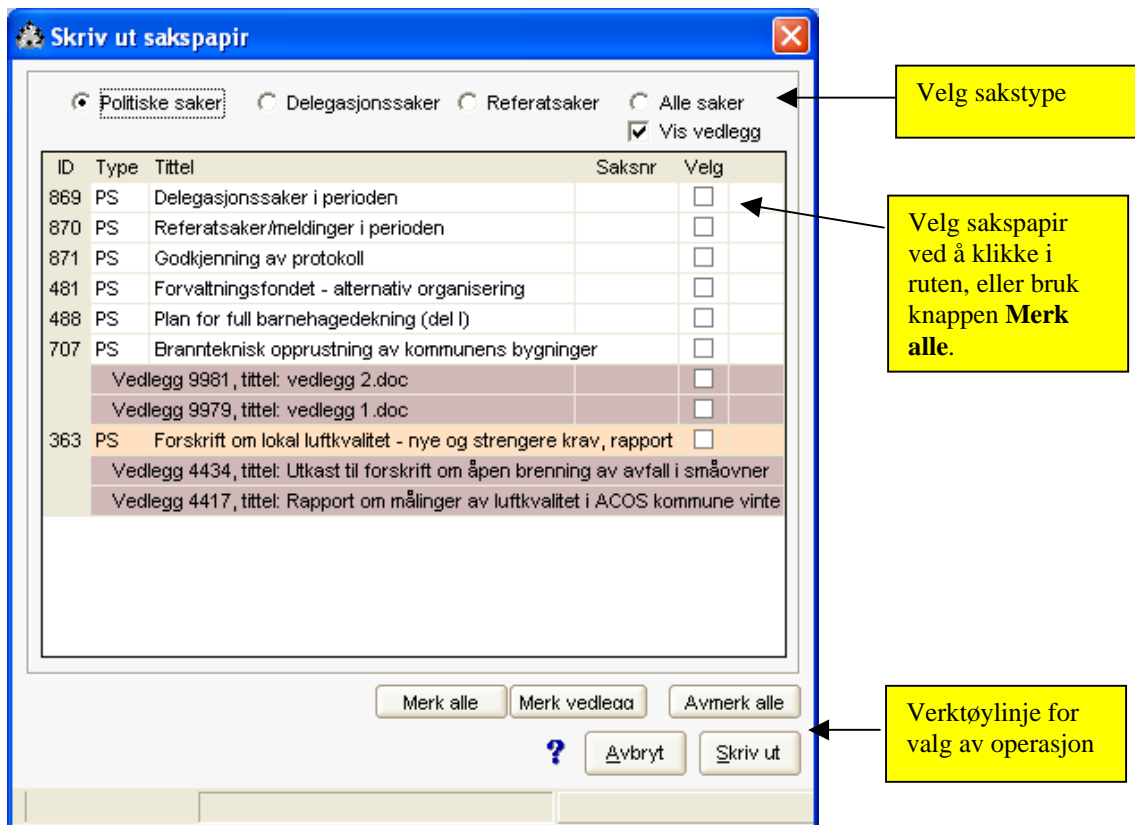 Skriv ut sakspapir
Politiske saker Delegasjonssaker Referatsaker Alle saker
Vis vedlegg
ID Type Tittel Saksnr Velg
869 PS Delegasjonssaker i perioden
870 PS Referatsaker/meldinger i perioden
871 PS Godkjenning av protokoll
481 PS Forvaltningsfondet - alternativ organisering
488 PS Plan for full barnehagedekning (del I)
707 PS Brannteknisk opprustning av kommunens bygninger
Vedlegg 9981, tittel: vedlegg 2.doc
Vedlegg 9979, tittel: vedlegg 1.doc
363 PS Forskrift om lokal luftkvalitet - nye og strengere krav, rapport
Vedlegg 4434, tittel: Utkast til forskrift om åpen brenning av avfall i småovner
Vedlegg 4417, tittel: Rapport om målinger av luftkvalitet i ACOS kommune vinte
Merk alle Merk vedlegg Avmerk alle
? Avbryt Skriv ut
Velg sakstype
Velg sakspapir
ved å klikke i
ruten, eller bruk
knappen Merk
alle.
Verktøylinje for
valg av operasjon